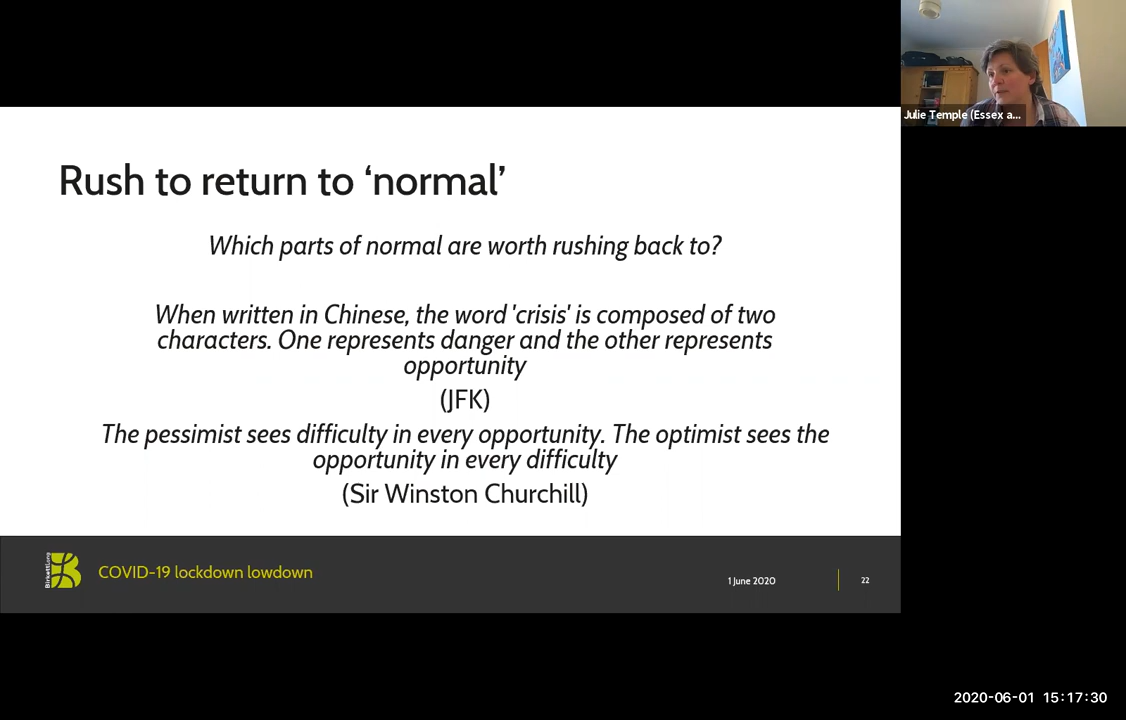 Julie Temple (Essex a...
Rush to return to ‘normal’
Which parts of normal are worth rushing back to?
When written in Chinese, the word 'crisis' is composed of two
characters. One represents danger and the other represents
opportunity
(JFK)
The pessimist sees difficulty in every opportunity. The optimist sees the
opportunity in every difficulty
(Sir Winston Churchill)
BirkettLong
COVID-19 lockdown lowdown
1 June 2020
22
2020-06-01 15:17:30